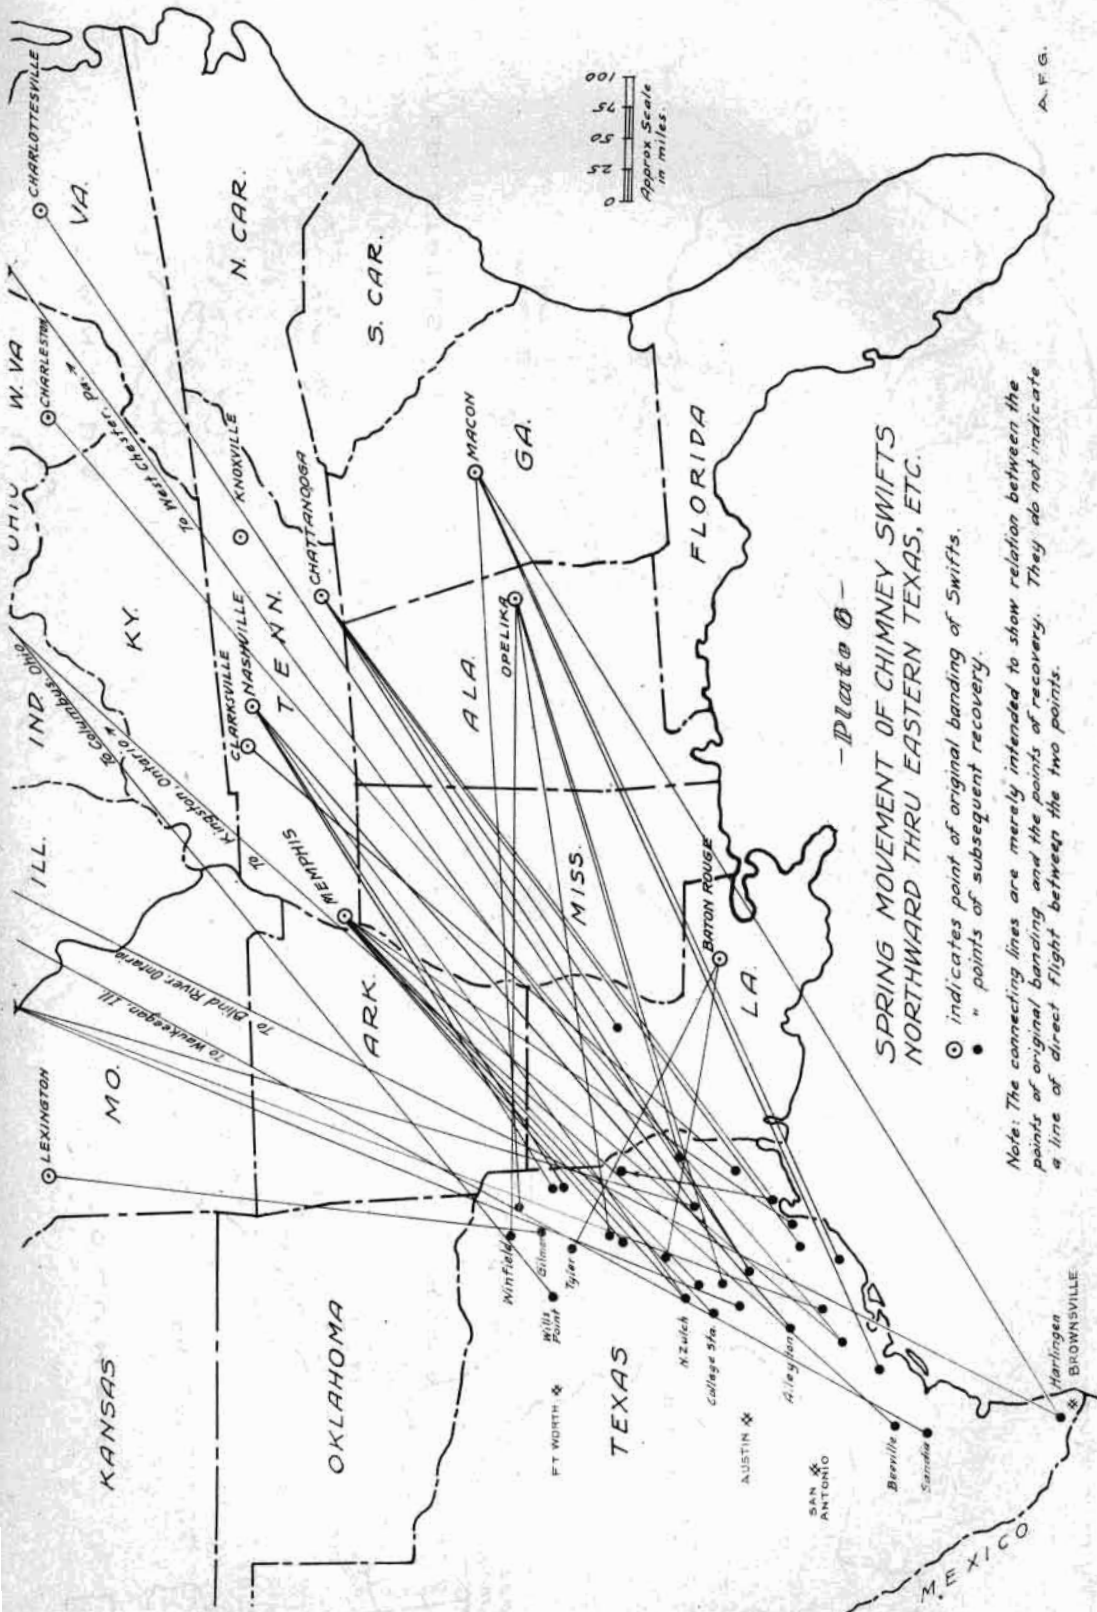 KANSAS
MO.
LEXINGTON
ILL.
IND.
OHIO
W. VA
CHARLESTON
VA.
CHARLOTTESVILLE
KY.
To Waukeegan, Ill.
To Blind River, Ontario
To Kingston, Ontario
To Columbus, Ohio
To West Chester, Pa.
OKLAHOMA
ARK.
MEMPHIS
TENN.
CLARKSVILLE
NASHVILLE
KNOXVILLE
CHATTANOOGA
N. CAR.
S. CAR.
TEXAS
Winfield
Gilmer
Tyler
Wills
Point
FT WORTH
N. Zulch
College Sta.
AUSTIN
Alleyton
SAN
ANTONIO
Beeville
Sandia
Harlingen
BROWNSVILLE
MEXICO
LA.
BATON ROUGE
MISS.
ALA.
OPELIKA
GA.
MACON
FLORIDA
0 25 50 75 100
Approx Scale
in miles.
-Plate B-
SPRING MOVEMENT OF CHIMNEY SWIFTS
NORTHWARD THRU EASTERN TEXAS, ETC.
⊙ indicates point of original banding of Swifts.
● " points of subsequent recovery.
Note: The connecting lines are merely intended to show relation between the
points of original banding and the points of recovery. They do not indicate
a line of direct flight between the two points.
A.F.G.